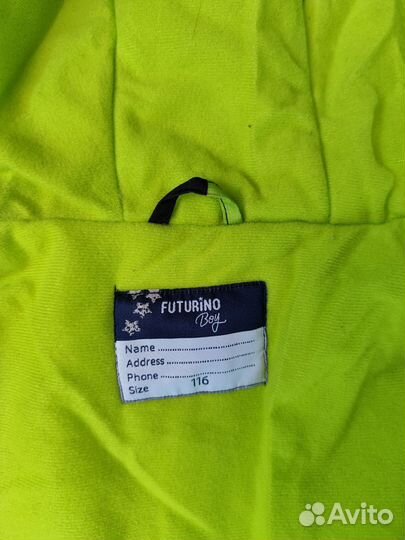 FUTURiNO
Boy
Name
Address
Phone
Size 116
Avito